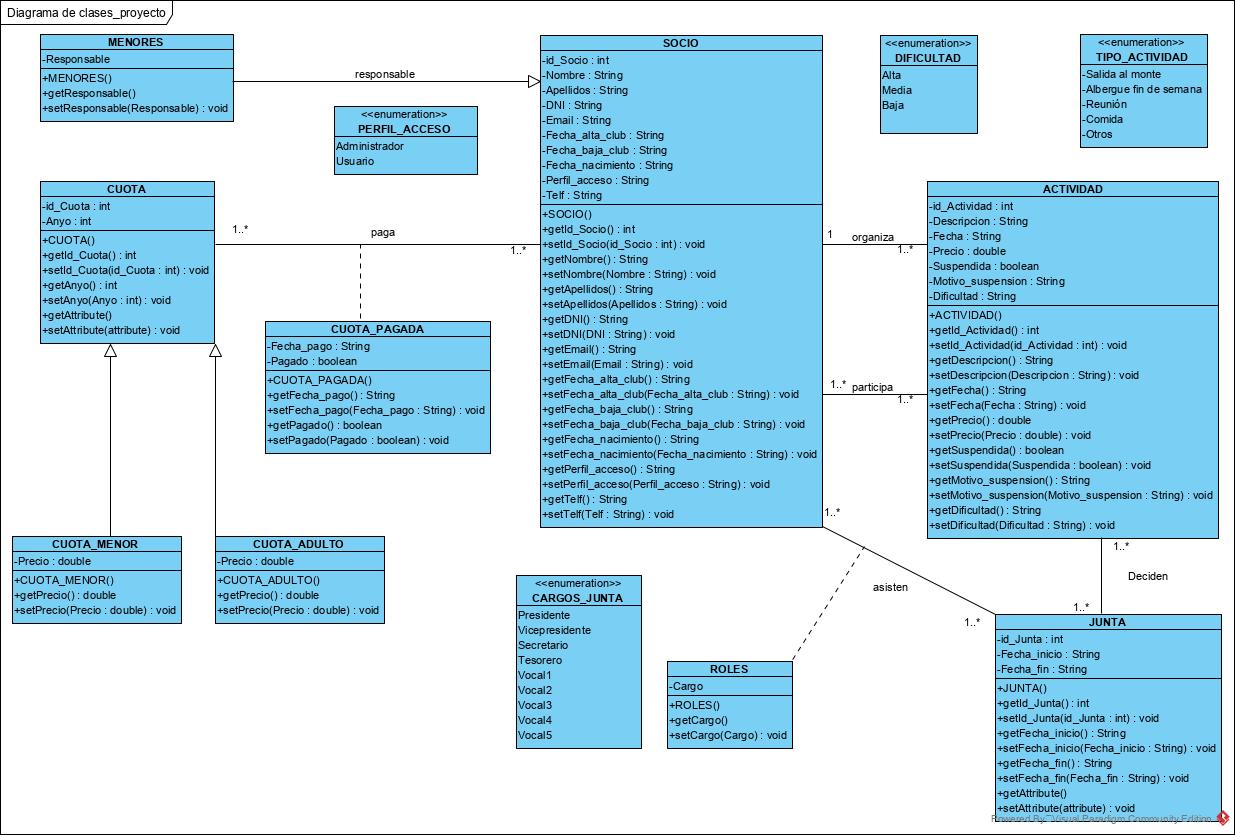 Diagrama de clases_proyecto
MENORES
-Responsable
+MENORES()
+getResponsable()
+setResponsable(Responsable) : void
responsable
<<enumeration>>
PERFIL_ACCESO
Administrador
Usuario
SOCIO
-id_Socio : int
-Nombre : String
-Apellidos : String
-DNI : String
-Email : String
-Fecha_alta_club : String
-Fecha_baja_club : String
-Fecha_nacimiento : String
-Perfil_acceso : String
-Telf : String
+SOCIO()
+getId_Socio() : int
+setId_Socio(id_Socio : int) : void
+getNombre() : String
+setNombre(Nombre : String) : void
+getApellidos() : String
+setApellidos(Apellidos : String) : void
+getDNI() : String
+setDNI(DNI : String) : void
+getEmail() : String
+setEmail(Email : String) : void
+getFecha_alta_club() : String
+setFecha_alta_club(Fecha_alta_club : String) : void
+getFecha_baja_club() : String
+setFecha_baja_club(Fecha_baja_club : String) : void
+getFecha_nacimiento() : String
+setFecha_nacimiento(Fecha_nacimiento : String) : void
+getPerfil_acceso() : String
+setPerfil_acceso(Perfil_acceso : String) : void
+getTelf() : String
+setTelf(Telf : String) : void
<<enumeration>>
DIFICULTAD
Alta
Media
Baja
<<enumeration>>
TIPO_ACTIVIDAD
-Salida al monte
-Albergue fin de semana
-Reunión
-Comida
-Otros
CUOTA
-id_Cuota : int
-Anyo : int
+CUOTA()
+getId_Cuota() : int
+setId_Cuota(id_Cuota : int) : void
+getAnyo() : int
+setAnyo(Anyo : int) : void
+getAttribute()
+setAttribute(attribute) : void
1..*
paga
1..*
CUOTA_PAGADA
-Fecha_pago : String
-Pagado : boolean
+CUOTA_PAGADA()
+getFecha_pago() : String
+setFecha_pago(Fecha_pago : String) : void
+getPagado() : boolean
+setPagado(Pagado : boolean) : void
1
organiza
1..*
1..*
participa
1..*
ACTIVIDAD
-id_Actividad : int
-Descripcion : String
-Fecha : String
-Precio : double
-Suspendida : boolean
-Motivo_suspension : String
-Dificultad : String
+ACTIVIDAD()
+getId_Actividad() : int
+setId_Actividad(id_Actividad : int) : void
+getDescripcion() : String
+setDescripcion(Descripcion : String) : void
+getFecha() : String
+setFecha(Fecha : String) : void
+getPrecio() : double
+setPrecio(Precio : double) : void
+getSuspendida() : boolean
+setSuspendida(Suspendida : boolean) : void
+getMotivo_suspension() : String
+setMotivo_suspension(Motivo_suspension : String) : void
+getDificultad() : String
+setDificultad(Dificultad : String) : void
CUOTA_MENOR
-Precio : double
+CUOTA_MENOR()
+getPrecio() : double
+setPrecio(Precio : double) : void
CUOTA_ADULTO
-Precio : double
+CUOTA_ADULTO()
+getPrecio() : double
+setPrecio(Precio : double) : void
<<enumeration>>
CARGOS_JUNTA
Presidente
Vicepresidente
Secretario
Tesorero
Vocal1
Vocal2
Vocal3
Vocal4
Vocal5
1..*
asisten
1..*
ROLES
-Cargo
+ROLES()
+getCargo()
+setCargo(Cargo) : void
1..*
Deciden
1..*
JUNTA
-id_Junta : int
-Fecha_inicio : String
-Fecha_fin : String
+JUNTA()
+getId_Junta() : int
+setId_Junta(id_Junta : int) : void
+getFecha_inicio() : String
+setFecha_inicio(Fecha_inicio : String) : void
+getFecha_fin() : String
+setFecha_fin(Fecha_fin : String) : void
+getAttribute()
+setAttribute(attribute) : void
Powered By Visual Paradigm Community Edition